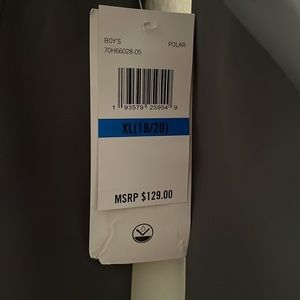 BOY'S
70H66028-05 POLAR
1 93579 25954 9
XL(18/20)
MSRP $129.00